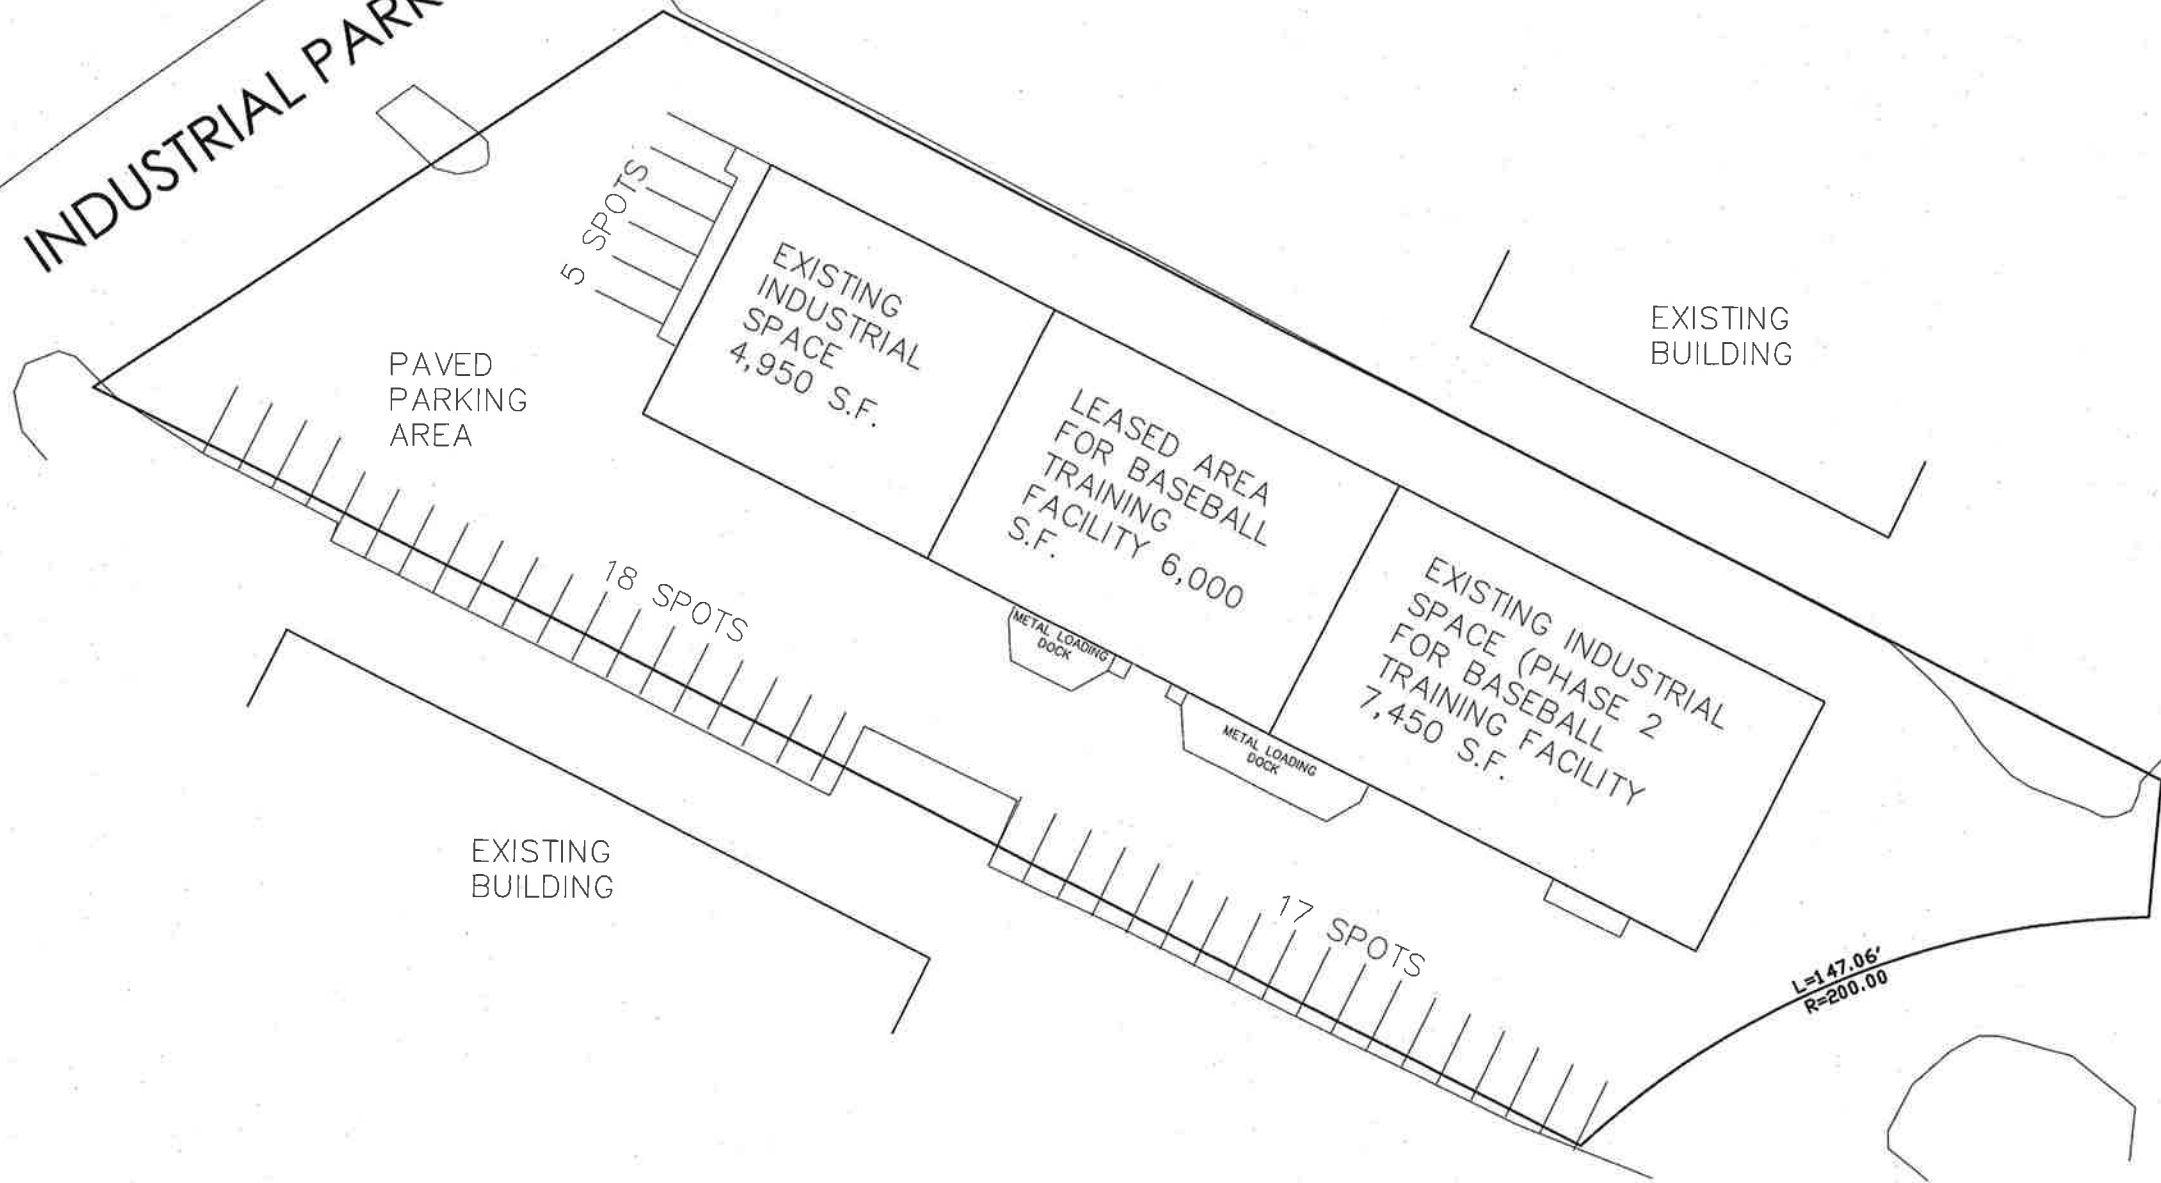 INDUSTRIAL PARK
5 SPOTS
PAVED
PARKING
AREA
EXISTING
INDUSTRIAL
SPACE
4,950 S.F.
LEASED AREA
FOR BASEBALL
TRAINING
FACILITY 6,000
S.F.
EXISTING INDUSTRIAL
SPACE (PHASE 2
FOR BASEBALL
TRAINING FACILITY
7,450 S.F.
EXISTING
BUILDING
18 SPOTS
METAL LOADING
DOCK
METAL LOADING
DOCK
EXISTING
BUILDING
17 SPOTS
L=147.06'
R=200.00